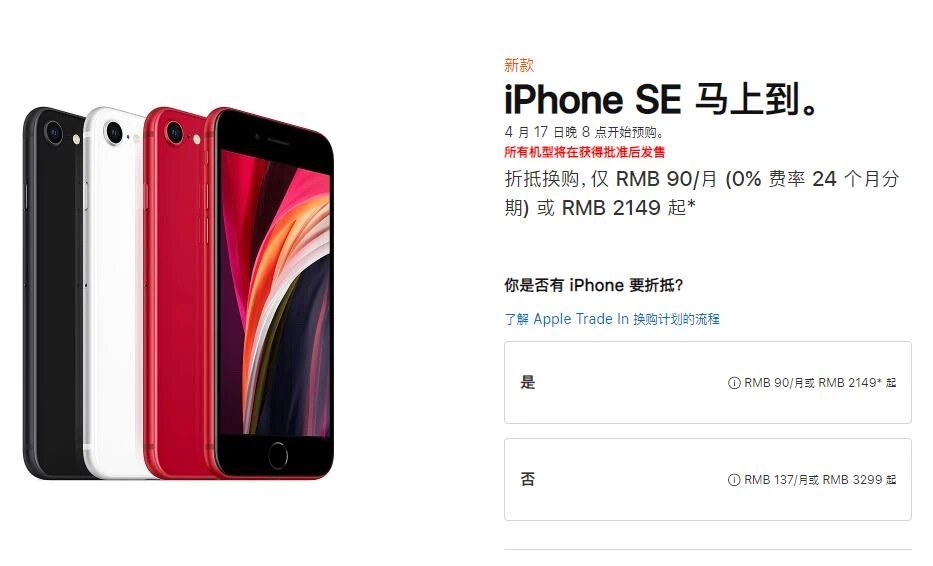 新款
iPhone SE 马上到。
4 月 17 日晚 8 点开始预购。
所有机型将在获得批准后发售
折抵换购，仅 RMB 90/月 (0% 费率 24 个月分
期) 或 RMB 2149 起*
你是否有 iPhone 要折抵？
了解 Apple Trade In 换购计划的流程
是 RMB 90/月或 RMB 2149* 起
否 RMB 137/月或 RMB 3299 起